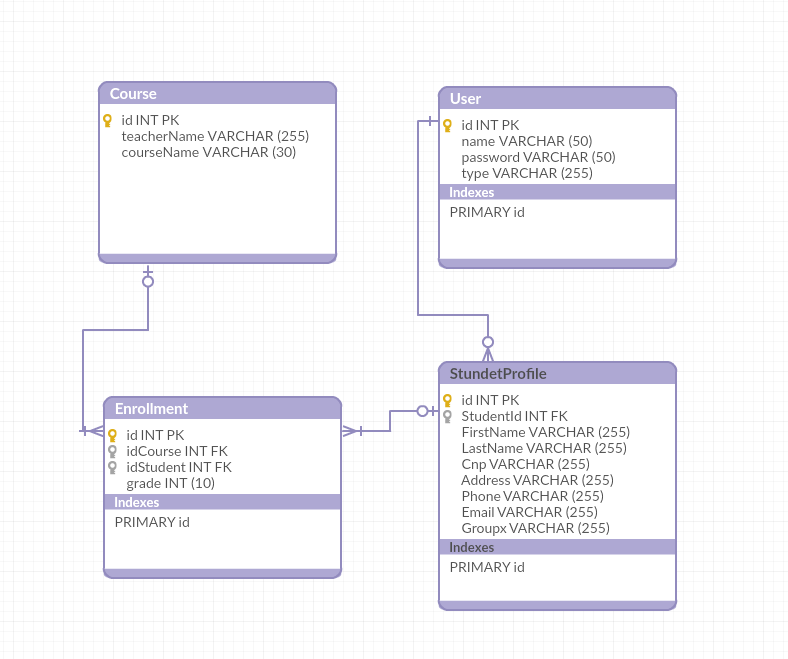 Course
id INT PK
teacherName VARCHAR (255)
courseName VARCHAR (30)
User
id INT PK
name VARCHAR (50)
password VARCHAR (50)
type VARCHAR (255)
Indexes
PRIMARY id
Enrollment
id INT PK
idCourse INT FK
idStudent INT FK
grade INT (10)
Indexes
PRIMARY id
StundetProfile
id INT PK
StudentId INT FK
FirstName VARCHAR (255)
LastName VARCHAR (255)
Cnp VARCHAR (255)
Address VARCHAR (255)
Phone VARCHAR (255)
Email VARCHAR (255)
Groupx VARCHAR (255)
Indexes
PRIMARY id